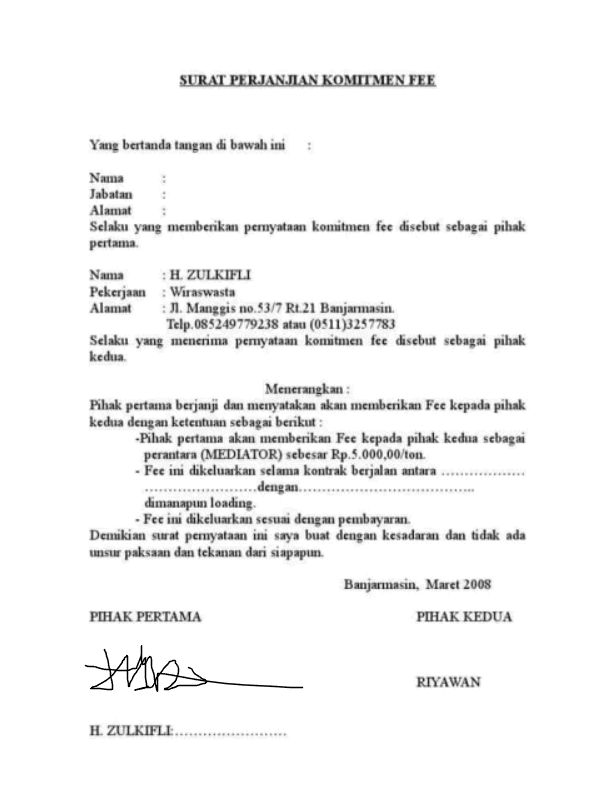 SURAT PERJANJIAN KOMITMEN FEE
Yang bertanda tangan di bawah ini :
Nama :
Jabatan :
Alamat :
Selaku yang memberikan pernyataan komitmen fee disebut sebagai pihak
pertama.
Nama : H. ZULKIFLI
Pekerjaan : Wiraswasta
Alamat : Jl. Manggis no.53/7 Rt.21 Banjarmasin.
Telp.085249779238 atau (0511)3257783
Selaku yang menerima pernyataan komitmen fee disebut sebagai pihak
kedua.
Menerangkan :
Pihak pertama berjanji dan menyatakan akan memberikan Fee kepada pihak
kedua dengan ketentuan sebagai berikut :
-Pihak pertama akan memberikan Fee kepada pihak kedua sebagai
perantara (MEDIATOR) sebesar Rp.5.000,00/ton.
- Fee ini dikeluarkan selama kontrak berjalan antara ………………
……………………dengan………………………………..
dimanapun loading.
- Fee ini dikeluarkan sesuai dengan pembayaran.
Demikian surat pernyataan ini saya buat dengan kesadaran dan tidak ada
unsur paksaan dan tekanan dari siapapun.
Banjarmasin, Maret 2008
PIHAK PERTAMA PIHAK KEDUA
RIYAWAN
H. ZULKIFLI:……………………